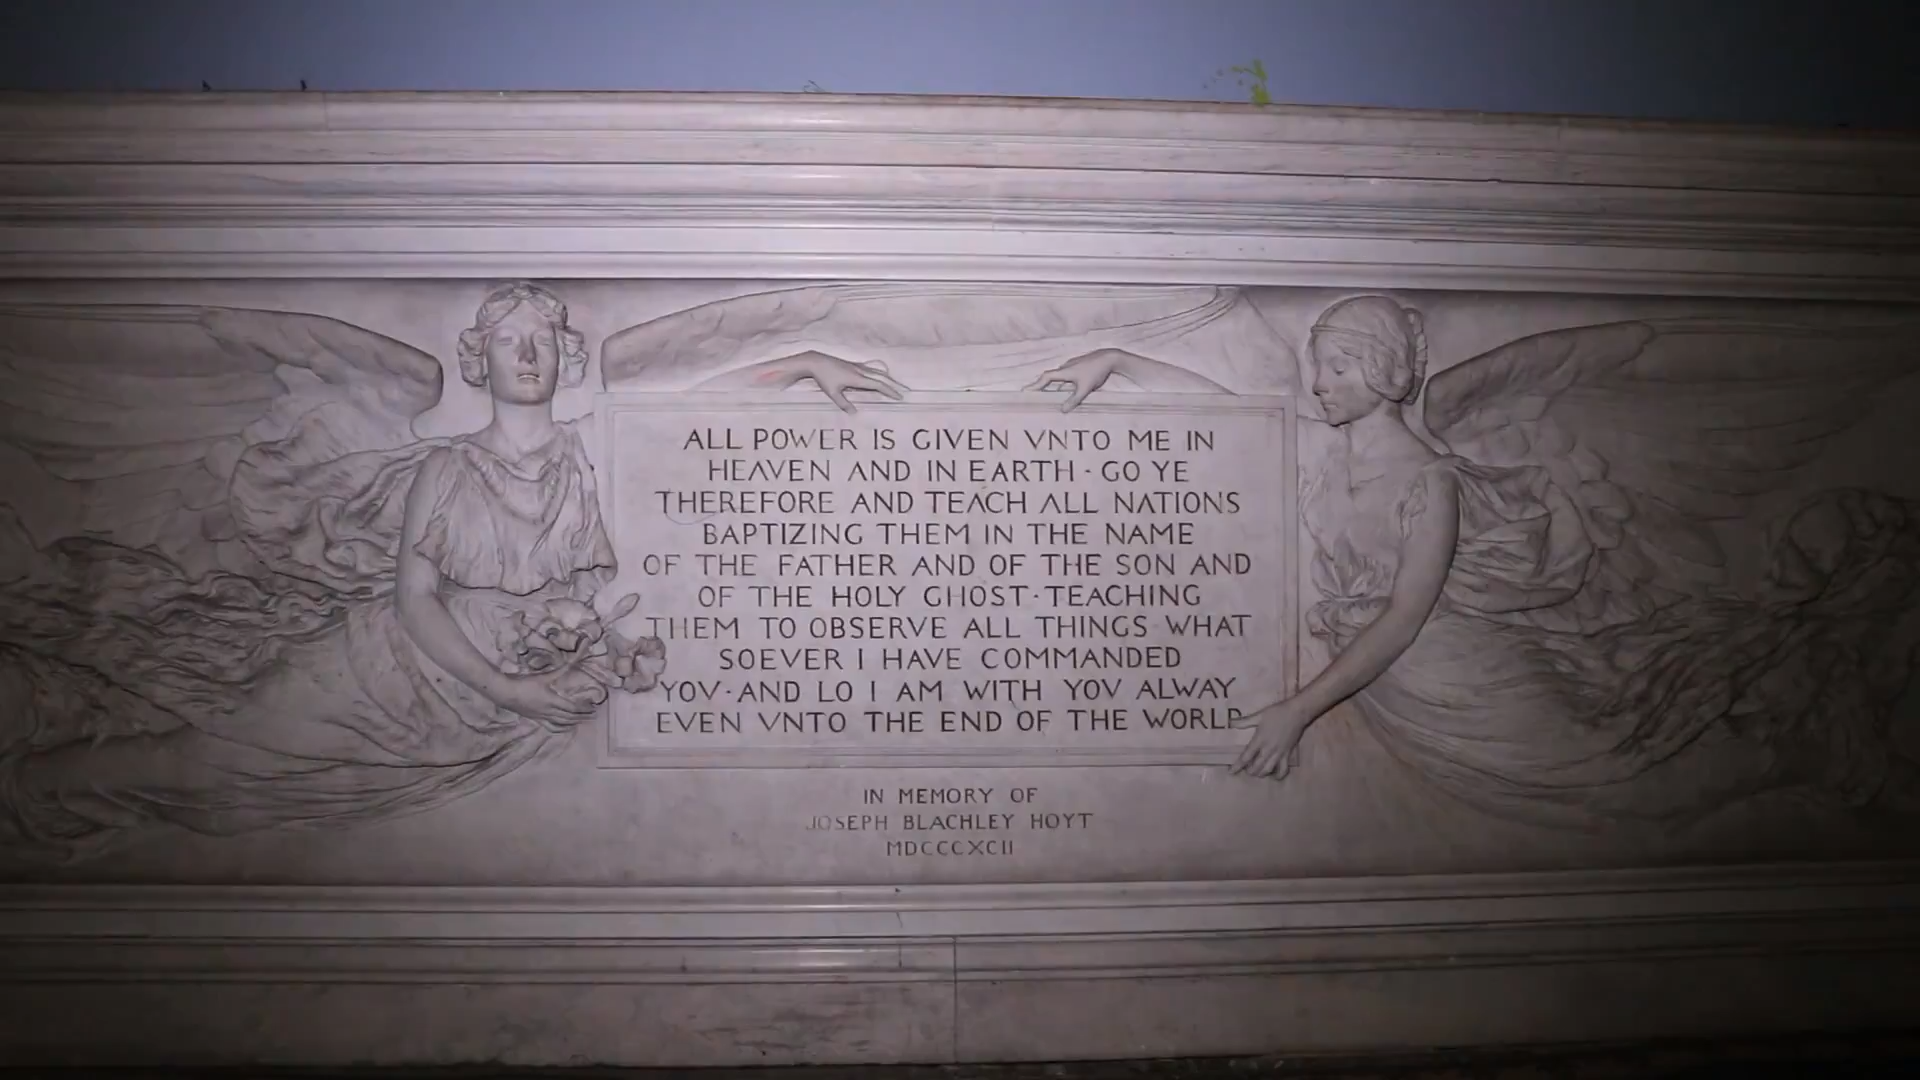 ALL POWER IS GIVEN VNTO ME IN
HEAVEN AND IN EARTH · GO YE
THEREFORE AND TEACH ALL NATIONS
BAPTIZING THEM IN THE NAME
OF THE FATHER AND OF THE SON AND
OF THE HOLY GHOST · TEACHING
THEM TO OBSERVE ALL THINGS WHAT
SOEVER I HAVE COMMANDED
YOV · AND LO I AM WITH YOV ALWAY
EVEN VNTO THE END OF THE WORLD
IN MEMORY OF
JOSEPH BLACHLEY HOYT
MDCCCXCII